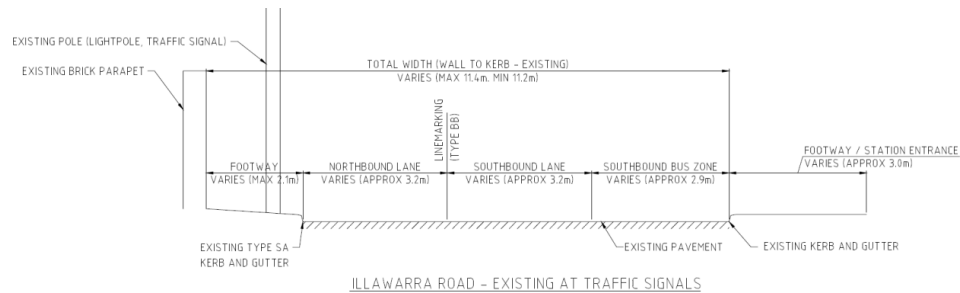 EXISTING POLE (LIGHTPOLE, TRAFFIC SIGNAL)
EXISTING BRICK PARAPET
TOTAL WIDTH (WALL TO KERB - EXISTING)
VARIES (MAX 11.4m. MIN 11.2m)
LINEMARKING
(TYPE BB)
FOOTWAY
VARIES (MAX 2.1m)
NORTHBOUND LANE
VARIES (APPROX 3.2m)
SOUTHBOUND LANE
VARIES (APPROX 3.2m)
SOUTHBOUND BUS ZONE
VARIES (APPROX 2.9m)
FOOTWAY / STATION ENTRANCE
VARIES (APPROX 3.0m)
EXISTING TYPE SA
KERB AND GUTTER
EXISTING PAVEMENT
EXISTING KERB AND GUTTER
ILLAWARRA ROAD - EXISTING AT TRAFFIC SIGNALS